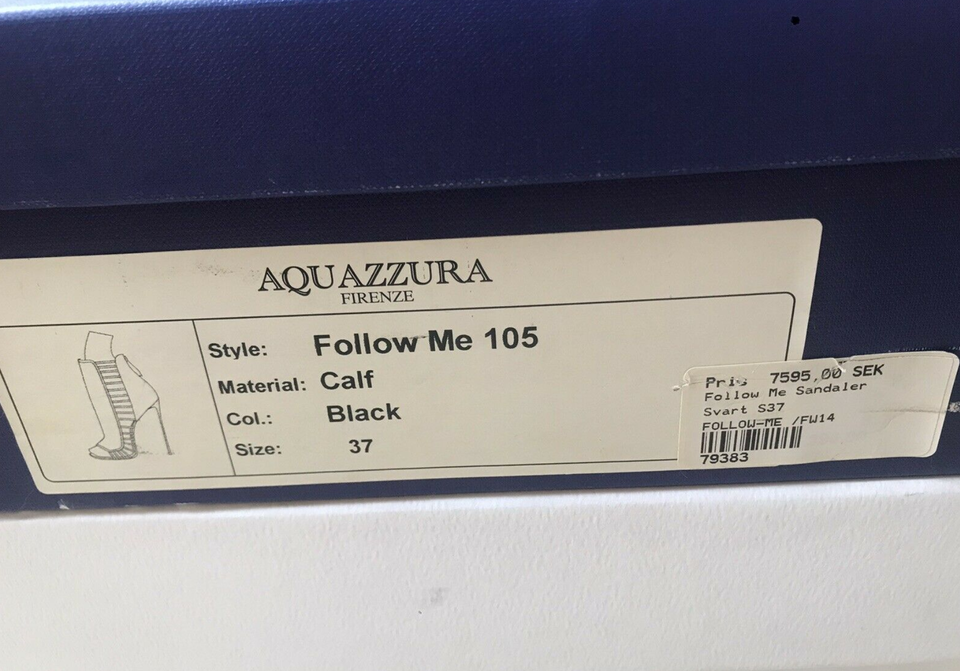 AQUAZZURA
FIRENZE
Style: Follow Me 105
Material: Calf
Col.: Black
Size: 37
Pris 7595,00 SEK
Follow Me Sandaler
Svart S37
FOLLOW-ME /FW14
79383